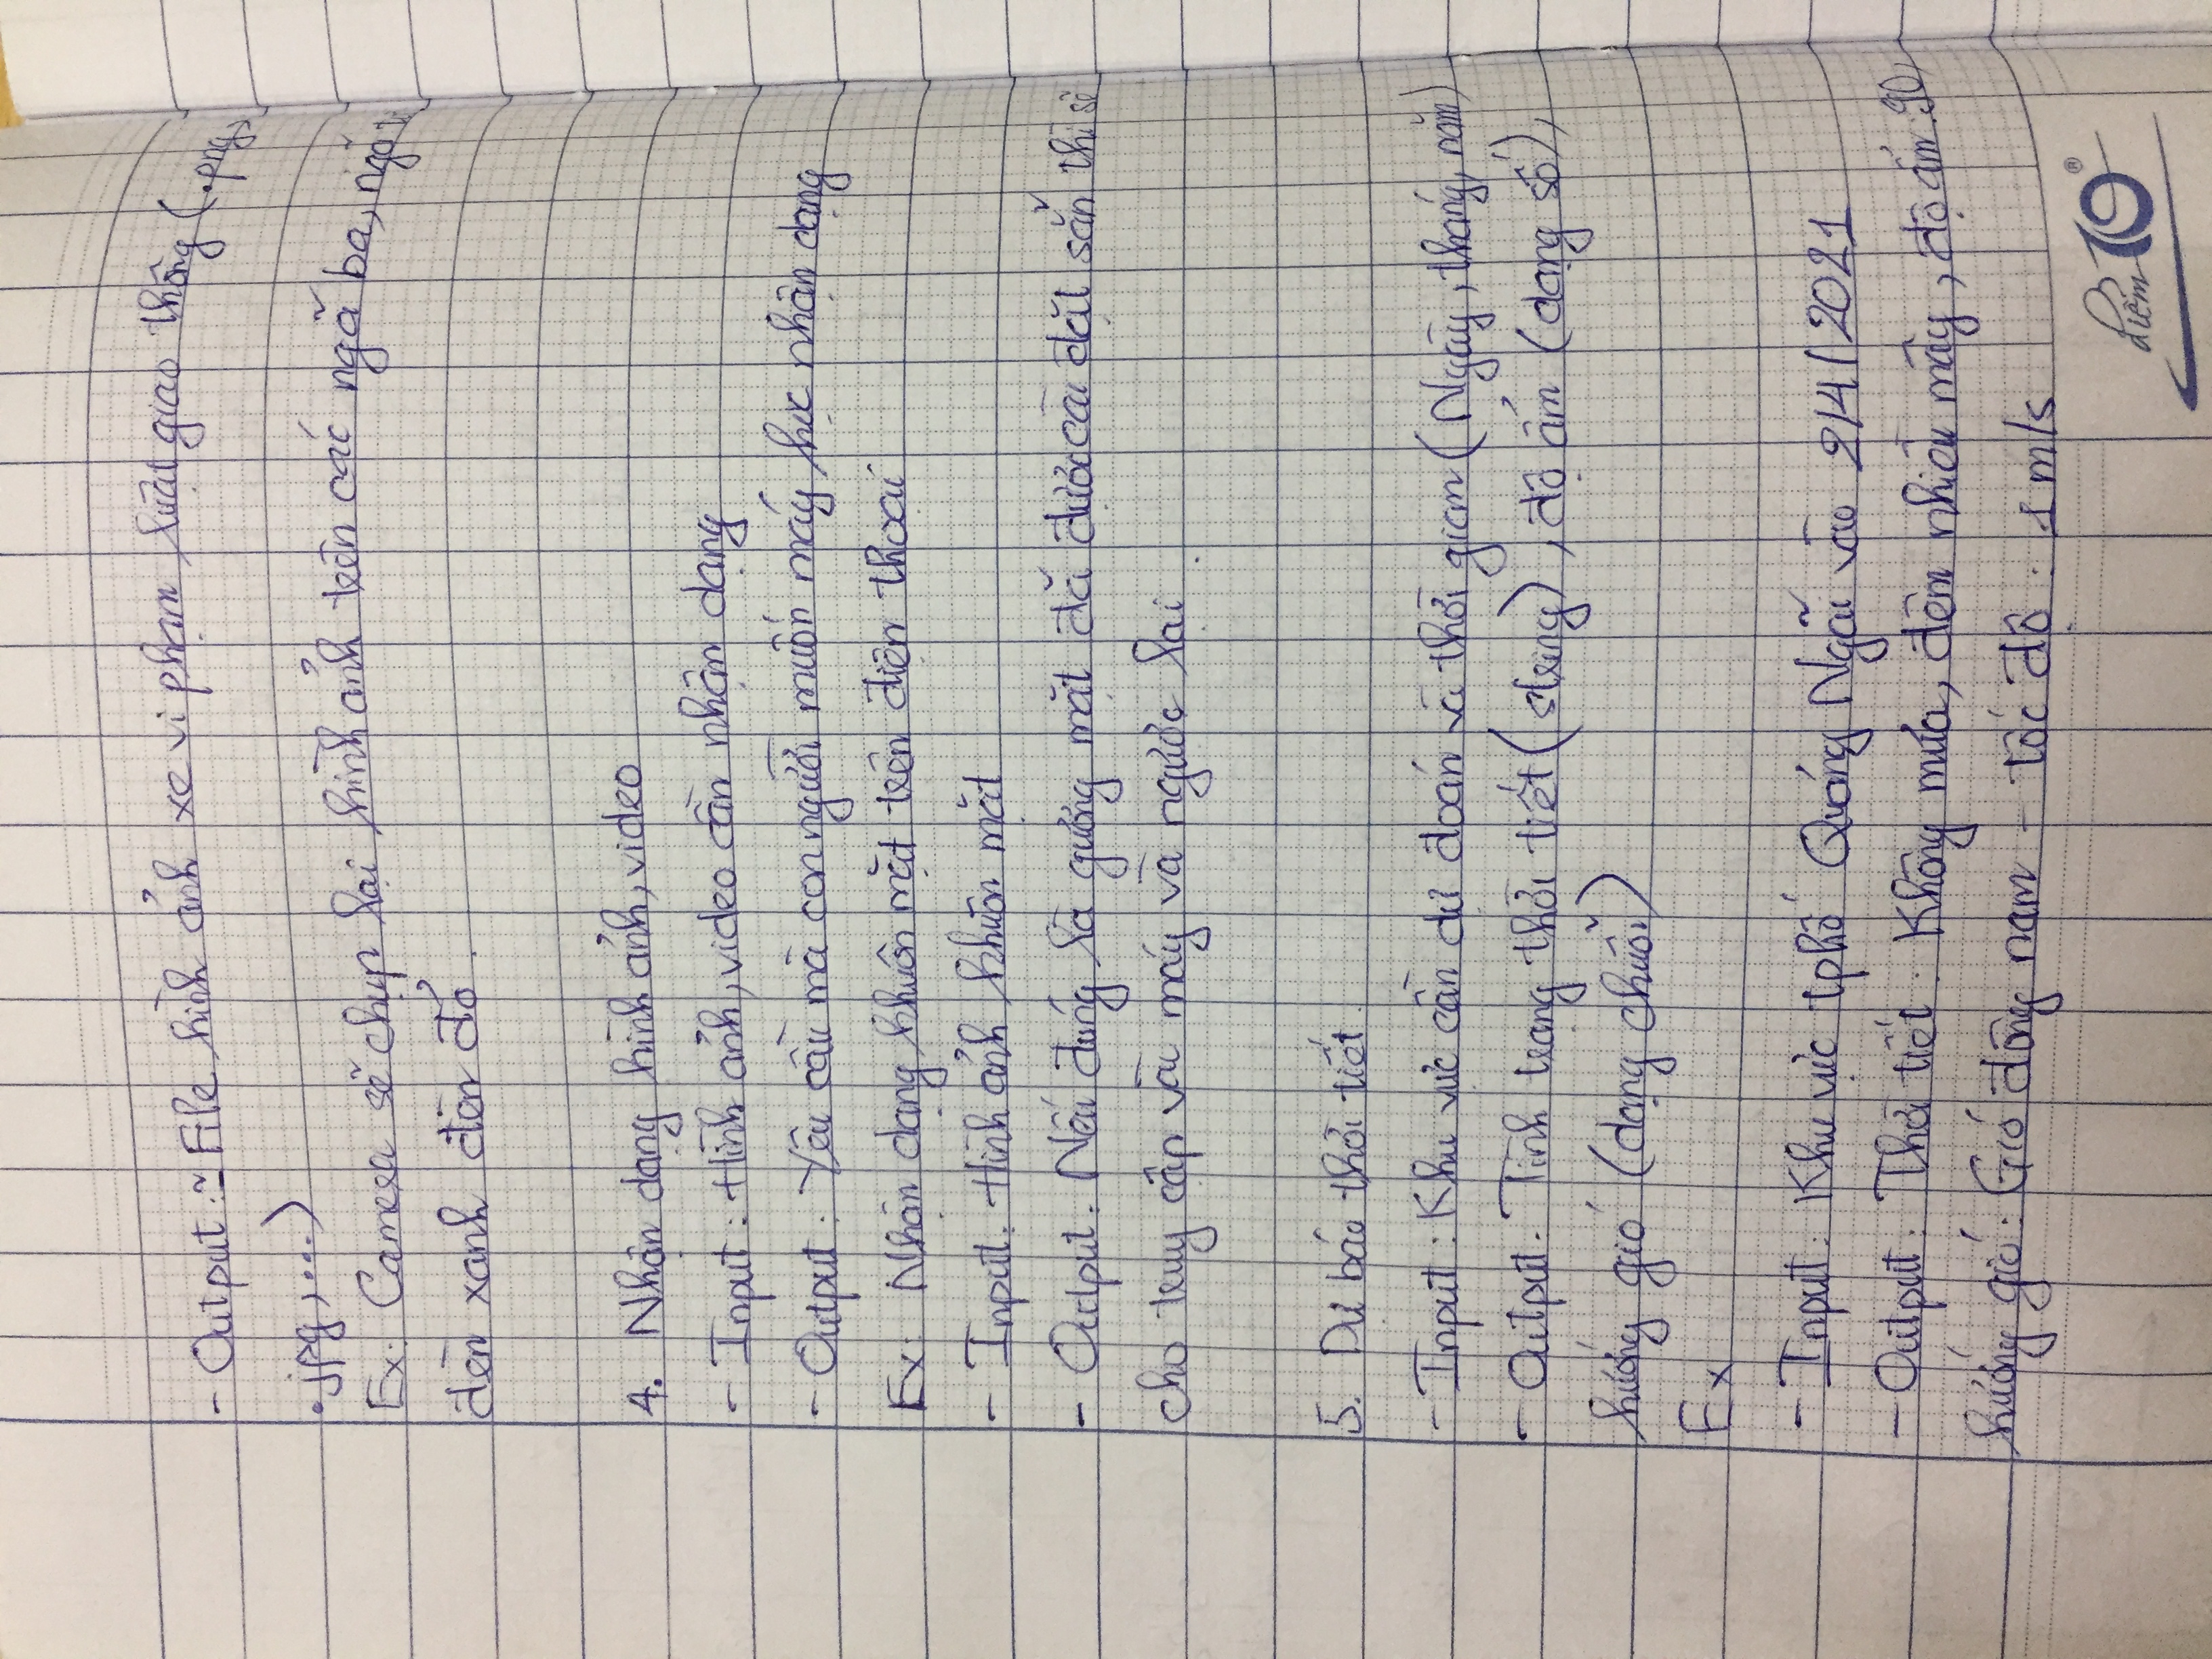 - Output: File hình ảnh xe vi phạm luật giao thông (.png,
.jpg,...)
Ex: Camera sẽ chụp lại hình ảnh trên các ngã ba, ngã
đèn xanh đèn đỏ.
4. Nhận dạng hình ảnh, video
- Input: Hình ảnh, video cần nhận dạng
- Output: Yêu cầu mà con người muốn máy học nhận dạng
Ex: Nhận dạng khuôn mặt trên điện thoại
- Input: Hình ảnh khuôn mặt
- Output: Nếu đúng là gương mặt đã được cài đặt sẵn thì sẽ
cho truy cập vào máy và ngược lại.
5. Dự báo thời tiết.
- Input: Khu vực cần dự đoán và thời gian (Ngày, tháng, năm)
- Output: Tình trạng thời tiết (string), độ ẩm (dạng số),
hướng gió (dạng chuỗi)
Ex
- Input: Khu vực tphố Quảng Ngãi vào 2/4/2021
- Output: Thời tiết: Không mưa, đêm nhiều mây, độ ẩm: 90,
hướng gió: Gió đông nam - tốc độ: 1 m/s
điểm 10®